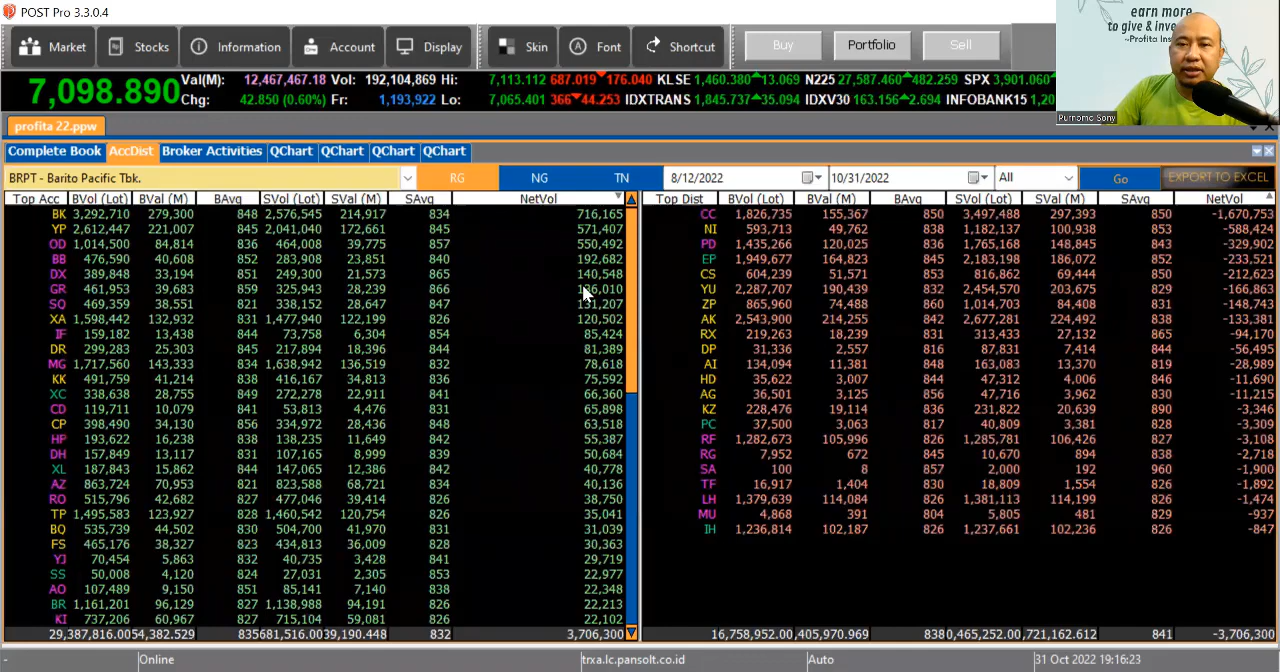 POST Pro 3.3.0.4
earn more
to give & inve
~Profita Ins
Market Stocks Information Account Display Skin Font Shortcut Buy Portfolio Sell
7,098.890 Val(M): 12,467,467.18 Vol: 192,104,869 Hi: 7,113.112 687.019 176.040 KLSE 1,460.380 13.069 N225 27,587.460 482.259 SPX 3,901.060
Chg: 42.850 (0.60%) Fr: 1,193,922 Lo: 7,065.401 366 44.253 IDXTRANS 1,845.737 35.094 IDXV30 163.156 2.694 INFOBANK15 1,20
Purnomo Sony
profita 22.ppw
Complete Book AccDist Broker Activities QChart QChart QChart QChart
BRPT - Barito Pacific Tbk. RG NG TN 8/12/2022 10/31/2022 All Go EXPORT TO EXCEL
Top Acc BVol (Lot) BVal (M) BAvg SVol (Lot) SVal (M) SAvg NetVol Top Dist BVol (Lot) BVal (M) BAvg SVol (Lot) SVal (M) SAvg NetVol
BK 3,292,710 279,300 848 2,576,545 214,917 834 716,165 CC 1,826,735 155,367 850 3,497,488 297,393 850 -1,670,753
YP 2,612,447 221,007 845 2,041,040 172,661 845 571,407 NI 593,713 49,762 838 1,182,137 100,938 853 -588,424
OD 1,014,500 84,814 836 464,008 39,775 857 550,492 PD 1,435,266 120,025 836 1,765,168 148,845 843 -329,902
BB 476,590 40,608 852 283,908 23,851 840 192,682 EP 1,949,677 164,823 845 2,183,198 186,072 852 -233,521
DX 389,848 33,194 851 249,300 21,573 865 140,548 CS 604,239 51,571 853 816,862 69,444 850 -212,623
GR 461,953 39,683 859 325,943 28,239 866 136,010 YU 2,287,707 190,439 832 2,454,570 203,675 829 -166,863
SQ 469,359 38,551 821 338,152 28,647 847 131,207 ZP 865,960 74,488 860 1,014,703 84,408 831 -148,743
XA 1,598,442 132,932 831 1,477,940 122,199 826 120,502 AK 2,543,900 214,255 842 2,677,281 224,492 838 -133,381
IF 159,182 13,438 844 73,758 6,304 854 85,424 RX 219,263 18,239 831 313,433 27,132 865 -94,170
DR 299,283 25,303 845 217,894 18,396 844 81,389 DP 31,336 2,557 816 87,831 7,414 844 -56,495
MG 1,717,560 143,333 834 1,638,942 136,519 832 78,618 AI 134,094 11,381 848 163,083 13,370 819 -28,989
KK 491,759 41,214 838 416,167 34,813 836 75,592 HD 35,622 3,007 844 47,312 4,006 846 -11,690
XC 338,638 28,755 849 272,278 22,911 841 66,360 AG 36,501 3,125 856 47,716 3,962 830 -11,215
CD 119,711 10,079 841 53,813 4,476 831 65,898 KZ 228,476 19,114 836 231,822 20,639 890 -3,346
CP 398,490 34,130 856 334,972 28,436 848 63,518 PC 37,500 3,063 817 40,809 3,381 828 -3,309
HP 193,622 16,238 838 138,235 11,649 842 55,387 RF 1,282,673 105,996 826 1,285,781 106,426 827 -3,108
DH 157,849 13,117 831 107,165 8,999 839 50,684 RG 7,952 672 845 10,670 894 838 -2,718
XL 187,843 15,862 844 147,065 12,386 842 40,778 SA 100 8 857 2,000 192 960 -1,900
AZ 863,724 70,953 821 823,588 68,721 834 40,136 TF 16,917 1,404 830 18,809 1,554 826 -1,892
RO 515,796 42,682 827 477,046 39,414 826 38,750 LH 1,379,639 114,084 826 1,381,113 114,199 826 -1,474
TP 1,495,583 123,927 828 1,460,542 120,754 826 35,041 MU 4,868 391 804 5,805 481 829 -937
BQ 535,739 44,502 830 504,700 41,970 831 31,039 IH 1,236,814 102,187 826 1,237,661 102,236 826 -847
FS 465,176 38,327 823 434,813 36,009 828 30,363
YJ 70,454 5,863 832 40,735 3,428 841 29,719
SS 50,008 4,120 824 27,031 2,305 853 22,977
AO 107,489 9,150 851 85,141 7,140 838 22,348
BR 1,161,201 96,129 827 1,138,988 94,191 826 22,213
KI 737,206 60,967 827 715,104 59,081 826 22,102
29,387,816.0054,382.529 835681,516.0039,190.448 832 3,706,300 16,758,952.00,405,970.969 8380,465,252.00,721,162.612 841 -3,706,300
- Online trxa.lc.pansolt.co.id Auto 31 Oct 2022 19:16:23